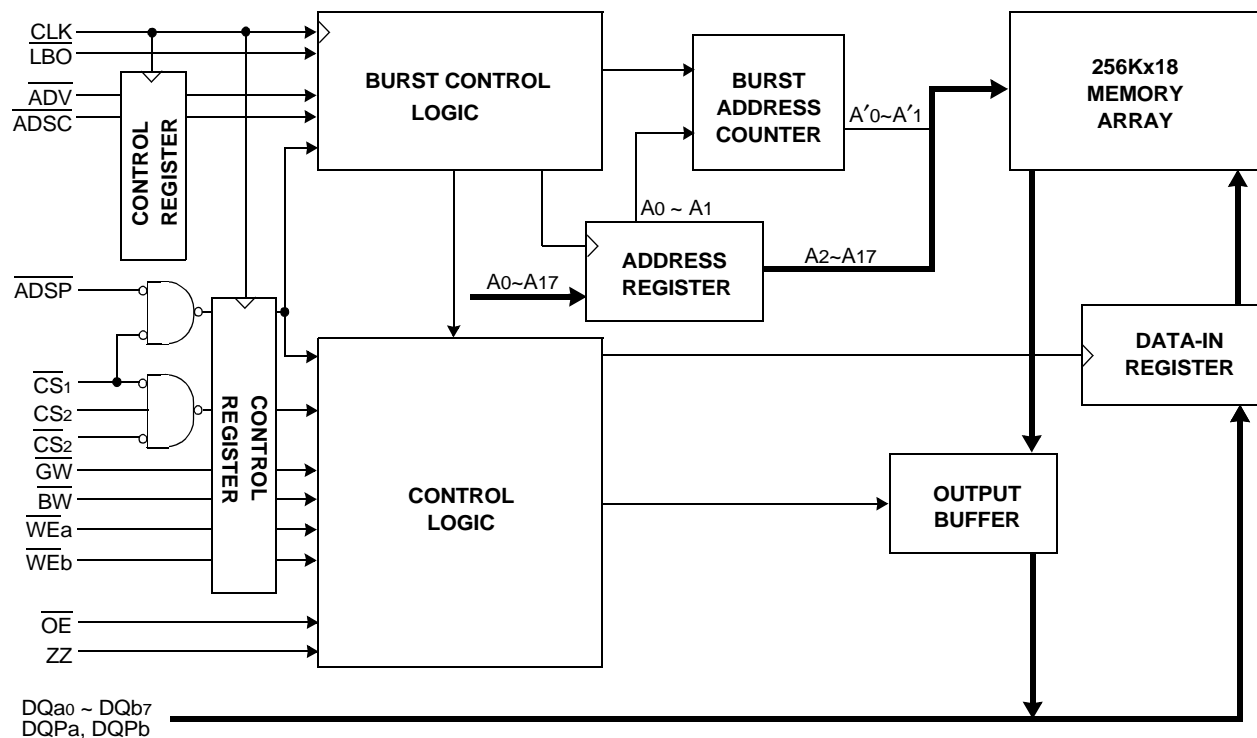 CLK
LBO
ADV
ADSC
CONTROL
REGISTER
BURST CONTROL
LOGIC
BURST
ADDRESS
COUNTER
A′0~A′1
256Kx18
MEMORY
ARRAY
A0 ~ A1
ADDRESS
REGISTER
A2~A17
A0~A17
ADSP
CS1
CS2
CS2
GW
BW
WEa
WEb
OE
ZZ
CONTROL
REGISTER
CONTROL
LOGIC
DATA-IN
REGISTER
OUTPUT
BUFFER
DQa0 ~ DQb7
DQPa, DQPb